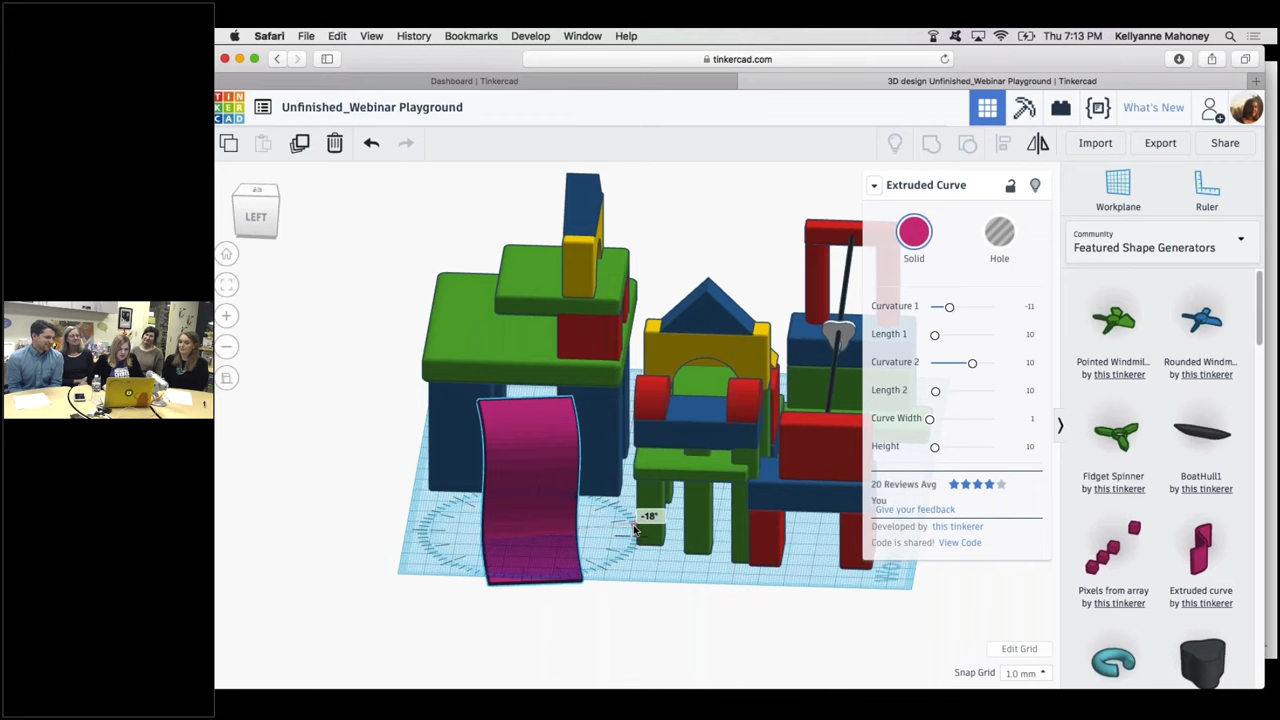 Safari File Edit View History Bookmarks Develop Window Help Thu 7:13 PM Kellyanne Mahoney
tinkercad.com
Dashboard | Tinkercad 3D design Unfinished_Webinar Playground | Tinkercad
TIN
KER
CAD
Unfinished_Webinar Playground
What's New
Import Export Share
LEFT
Extruded Curve
Solid Hole
Curvature 1 -11
Length 1 10
Curvature 2 10
Length 2 10
Curve Width 1
Height 10
20 Reviews Avg
You
Give your feedback
Developed by this tinkerer
Code is shared! View Code
-18°
Workplane Ruler
Community
Featured Shape Generators
Pointed Windmil... Rounded Windm...
by this tinkerer by this tinkerer
Fidget Spinner BoatHull1
by this tinkerer by this tinkerer
Pixels from array Extruded curve
by this tinkerer by this tinkerer
Edit Grid
Snap Grid 1.0 mm